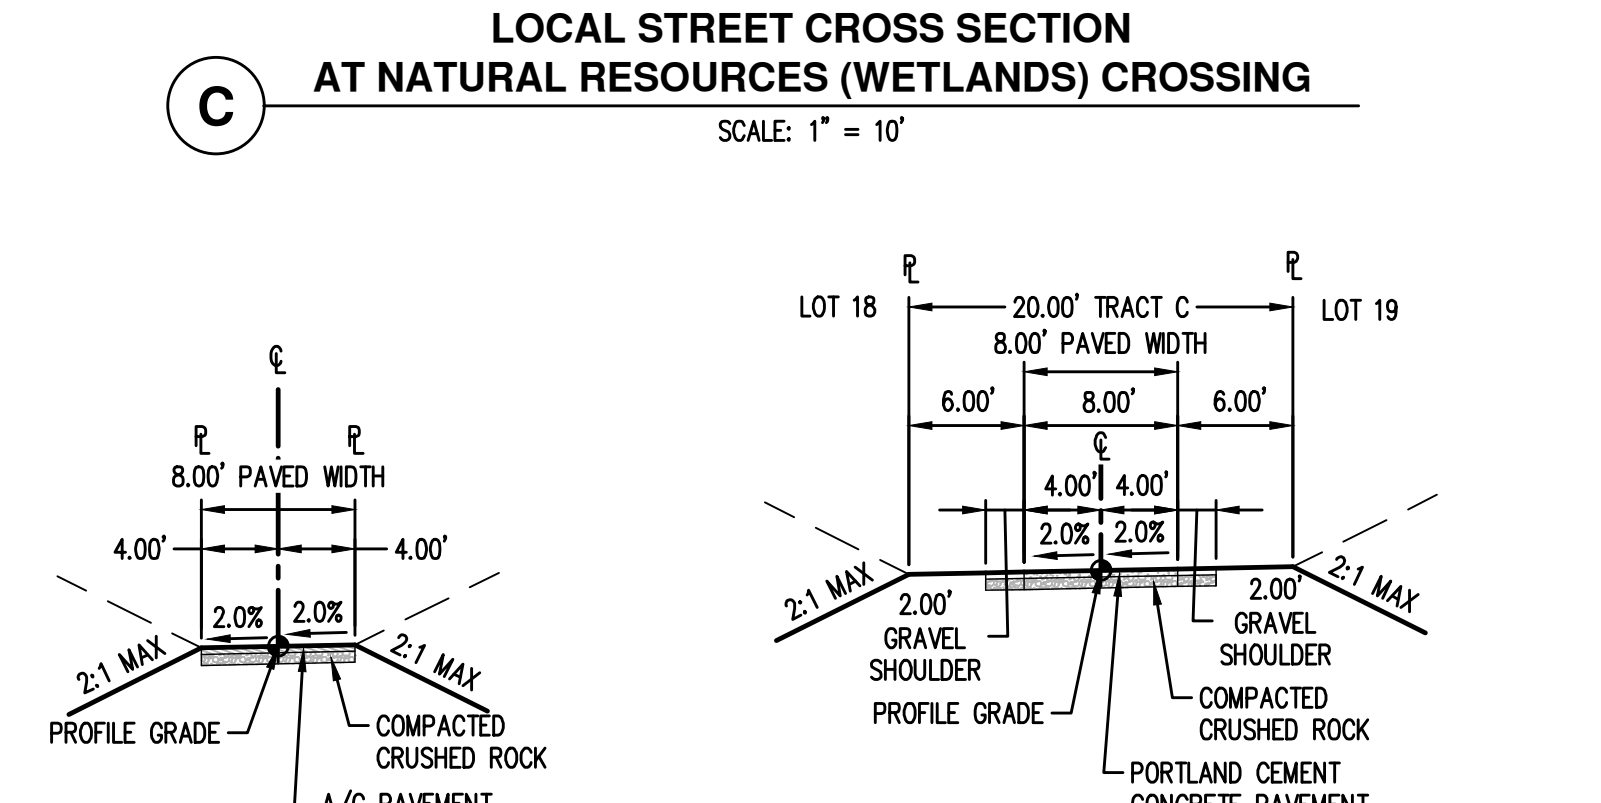 LOCAL STREET CROSS SECTION
AT NATURAL RESOURCES (WETLANDS) CROSSING
C
SCALE: 1" = 10'
℄
PL
PL
8.00' PAVED WIDTH
4.00'
4.00'
2.0%
2.0%
2:1 MAX
2:1 MAX
PROFILE GRADE
COMPACTED
CRUSHED ROCK
A/C PAVEMENT
PL
PL
LOT 18
20.00' TRACT C
LOT 19
8.00' PAVED WIDTH
6.00'
8.00'
6.00'
℄
4.00'
4.00'
2.0%
2.0%
2:1 MAX
2:1 MAX
2.00'
GRAVEL
SHOULDER
2.00'
GRAVEL
SHOULDER
PROFILE GRADE
COMPACTED
CRUSHED ROCK
PORTLAND CEMENT
CONCRETE PAVEMENT